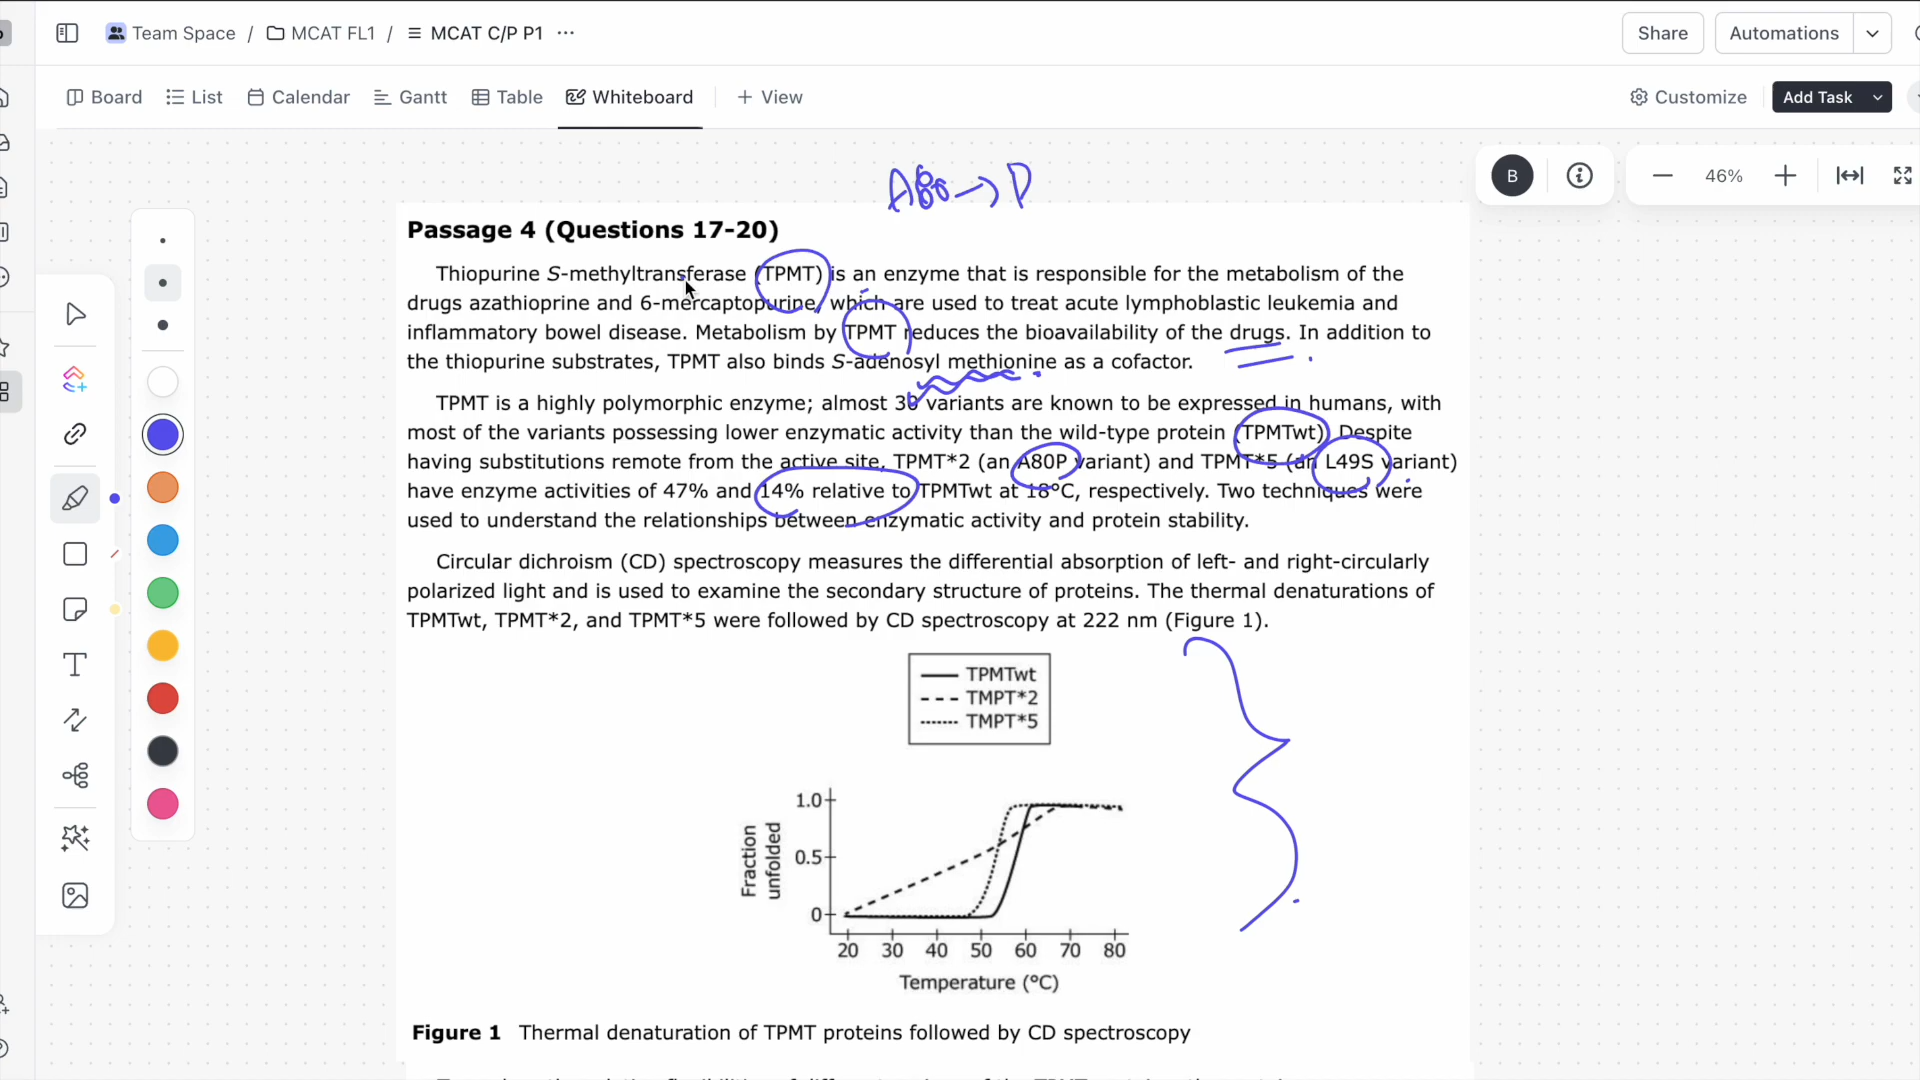 Team Space / MCAT FL1 / MCAT C/P P1 ···
Share
Automations
Board
List
Calendar
Gantt
Table
Whiteboard
+ View
Customize
Add Task
B
46%
A80 → P
Passage 4 (Questions 17-20)
Thiopurine S-methyltransferase (TPMT) is an enzyme that is responsible for the metabolism of the
drugs azathioprine and 6-mercaptopurine, which are used to treat acute lymphoblastic leukemia and
inflammatory bowel disease. Metabolism by TPMT reduces the bioavailability of the drugs. In addition to
the thiopurine substrates, TPMT also binds S-adenosyl methionine as a cofactor.
TPMT is a highly polymorphic enzyme; almost 30 variants are known to be expressed in humans, with
most of the variants possessing lower enzymatic activity than the wild-type protein (TPMTwt). Despite
having substitutions remote from the active site, TPMT*2 (an A80P variant) and TPMT*5 (an L49S variant)
have enzyme activities of 47% and 14% relative to TPMTwt at 18°C, respectively. Two techniques were
used to understand the relationships between enzymatic activity and protein stability.
Circular dichroism (CD) spectroscopy measures the differential absorption of left- and right-circularly
polarized light and is used to examine the secondary structure of proteins. The thermal denaturations of
TPMTwt, TPMT*2, and TPMT*5 were followed by CD spectroscopy at 222 nm (Figure 1).
TPMTwt
TMPT*2
TMPT*5
Fraction
unfolded
1.0
0.5
0
20 30 40 50 60 70 80
Temperature (°C)
Figure 1 Thermal denaturation of TPMT proteins followed by CD spectroscopy
T